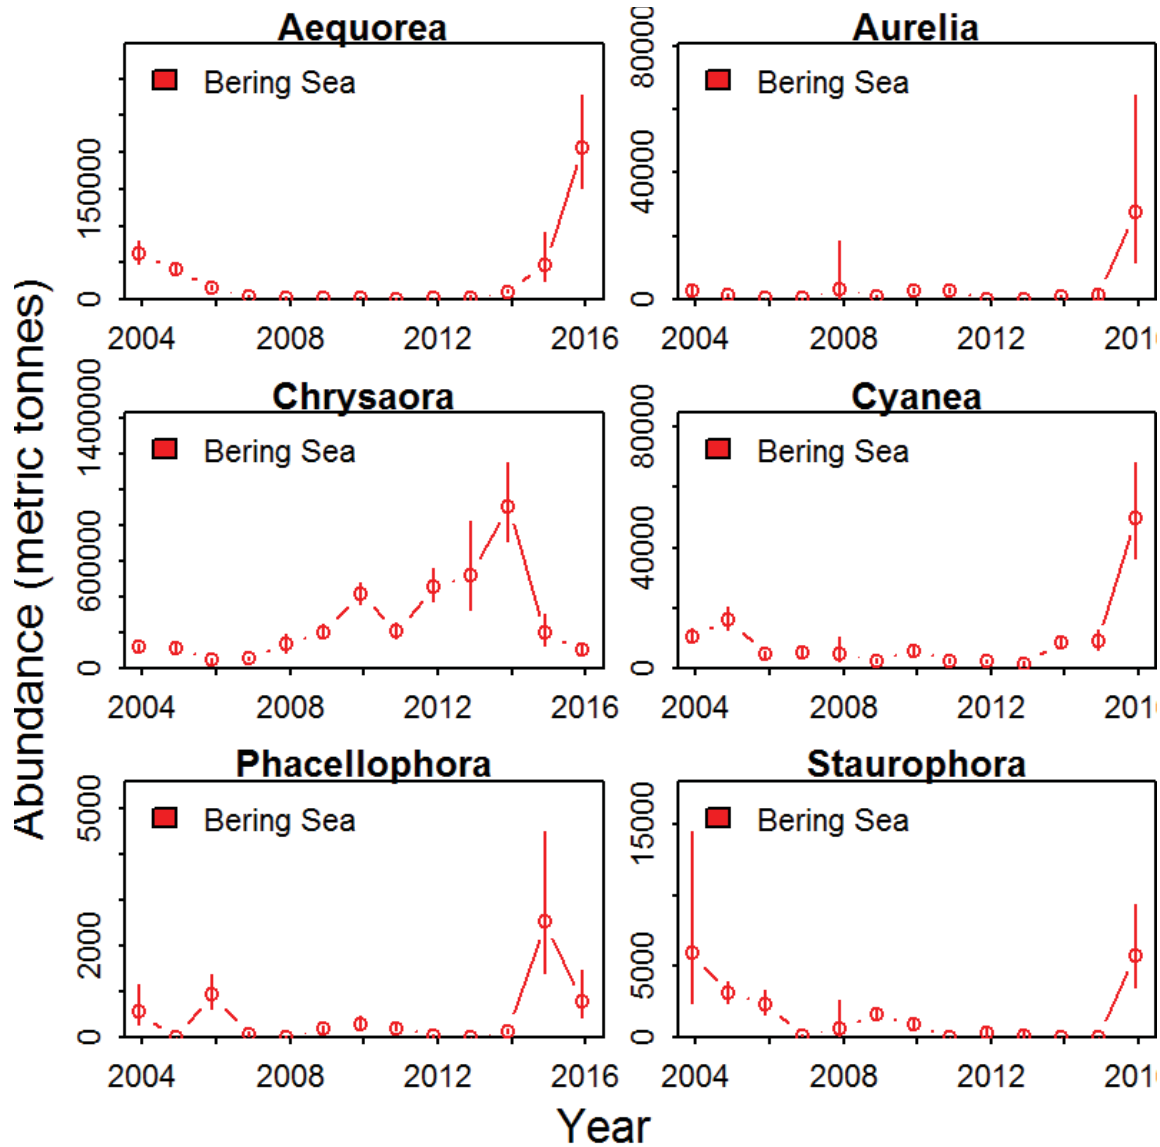 Aequorea
Bering Sea
0
150000
2004 2008 2012 2016
Aurelia
Bering Sea
0
40000
80000
2004 2008 2012 2016
Chrysaora
Bering Sea
0
600000
1400000
2004 2008 2012 2016
Cyanea
Bering Sea
0
40000
80000
2004 2008 2012 2016
Phacellophora
Bering Sea
0
2000
5000
2004 2008 2012 2016
Staurophora
Bering Sea
0
5000
15000
2004 2008 2012 2016
Abundance (metric tonnes)
Year